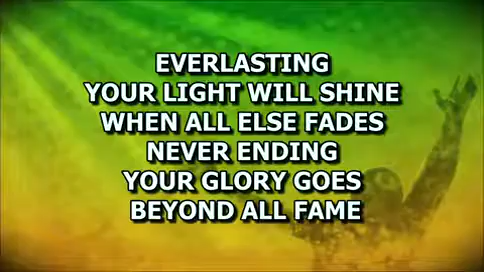 EVERLASTING
YOUR LIGHT WILL SHINE
WHEN ALL ELSE FADES
NEVER ENDING
YOUR GLORY GOES
BEYOND ALL FAME